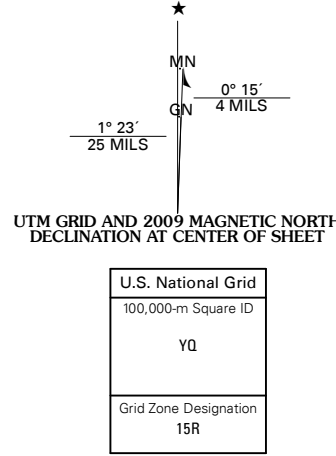 ★
MN
0° 15´
4 MILS
GN
1° 23´
25 MILS
UTM GRID AND 2009 MAGNETIC NORTH
DECLINATION AT CENTER OF SHEET
U.S. National Grid
100,000-m Square ID
YQ
Grid Zone Designation
15R